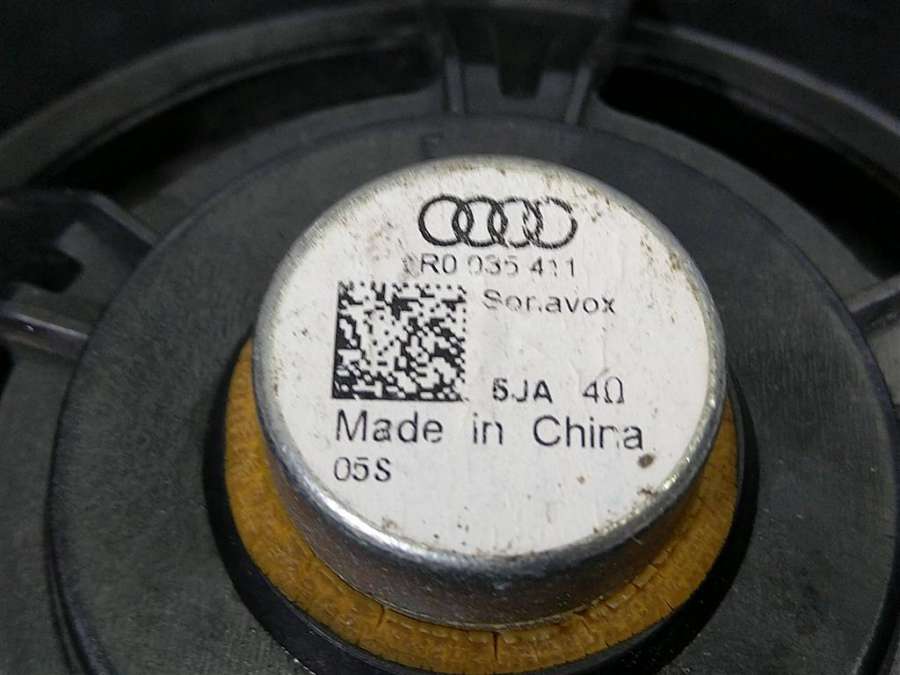 8R0 035 411
Sonavox
5JA 4Ω
Made in China
05S